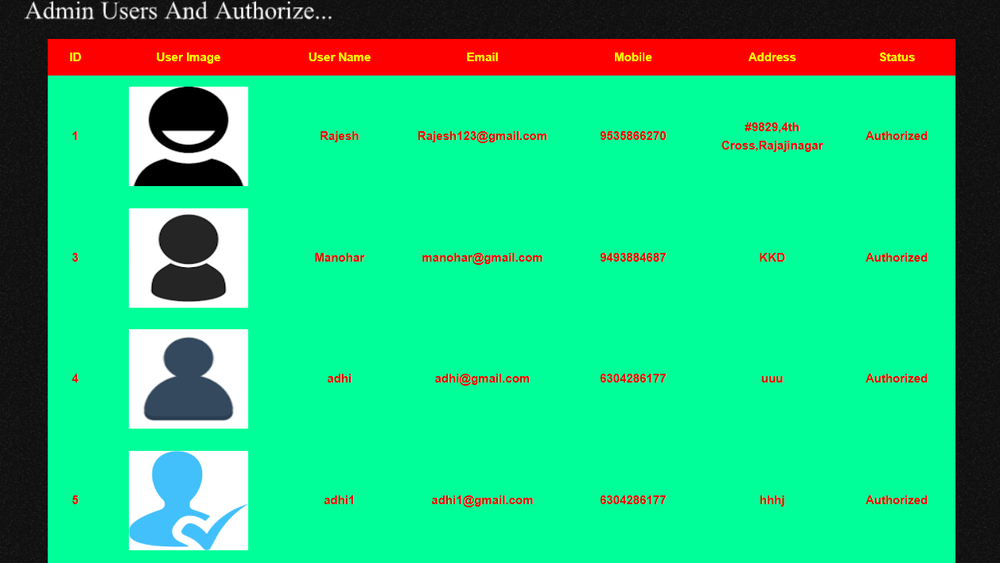 Admin Users And Authorize...
ID User Image User Name Email Mobile Address Status
1 Rajesh Rajesh123@gmail.com 9535866270 #9829,4th Cross,Rajajinagar Authorized
3 Manohar manohar@gmail.com 9493884687 KKD Authorized
4 adhi adhi@gmail.com 6304286177 uuu Authorized
5 adhi1 adhi1@gmail.com 6304286177 hhhj Authorized